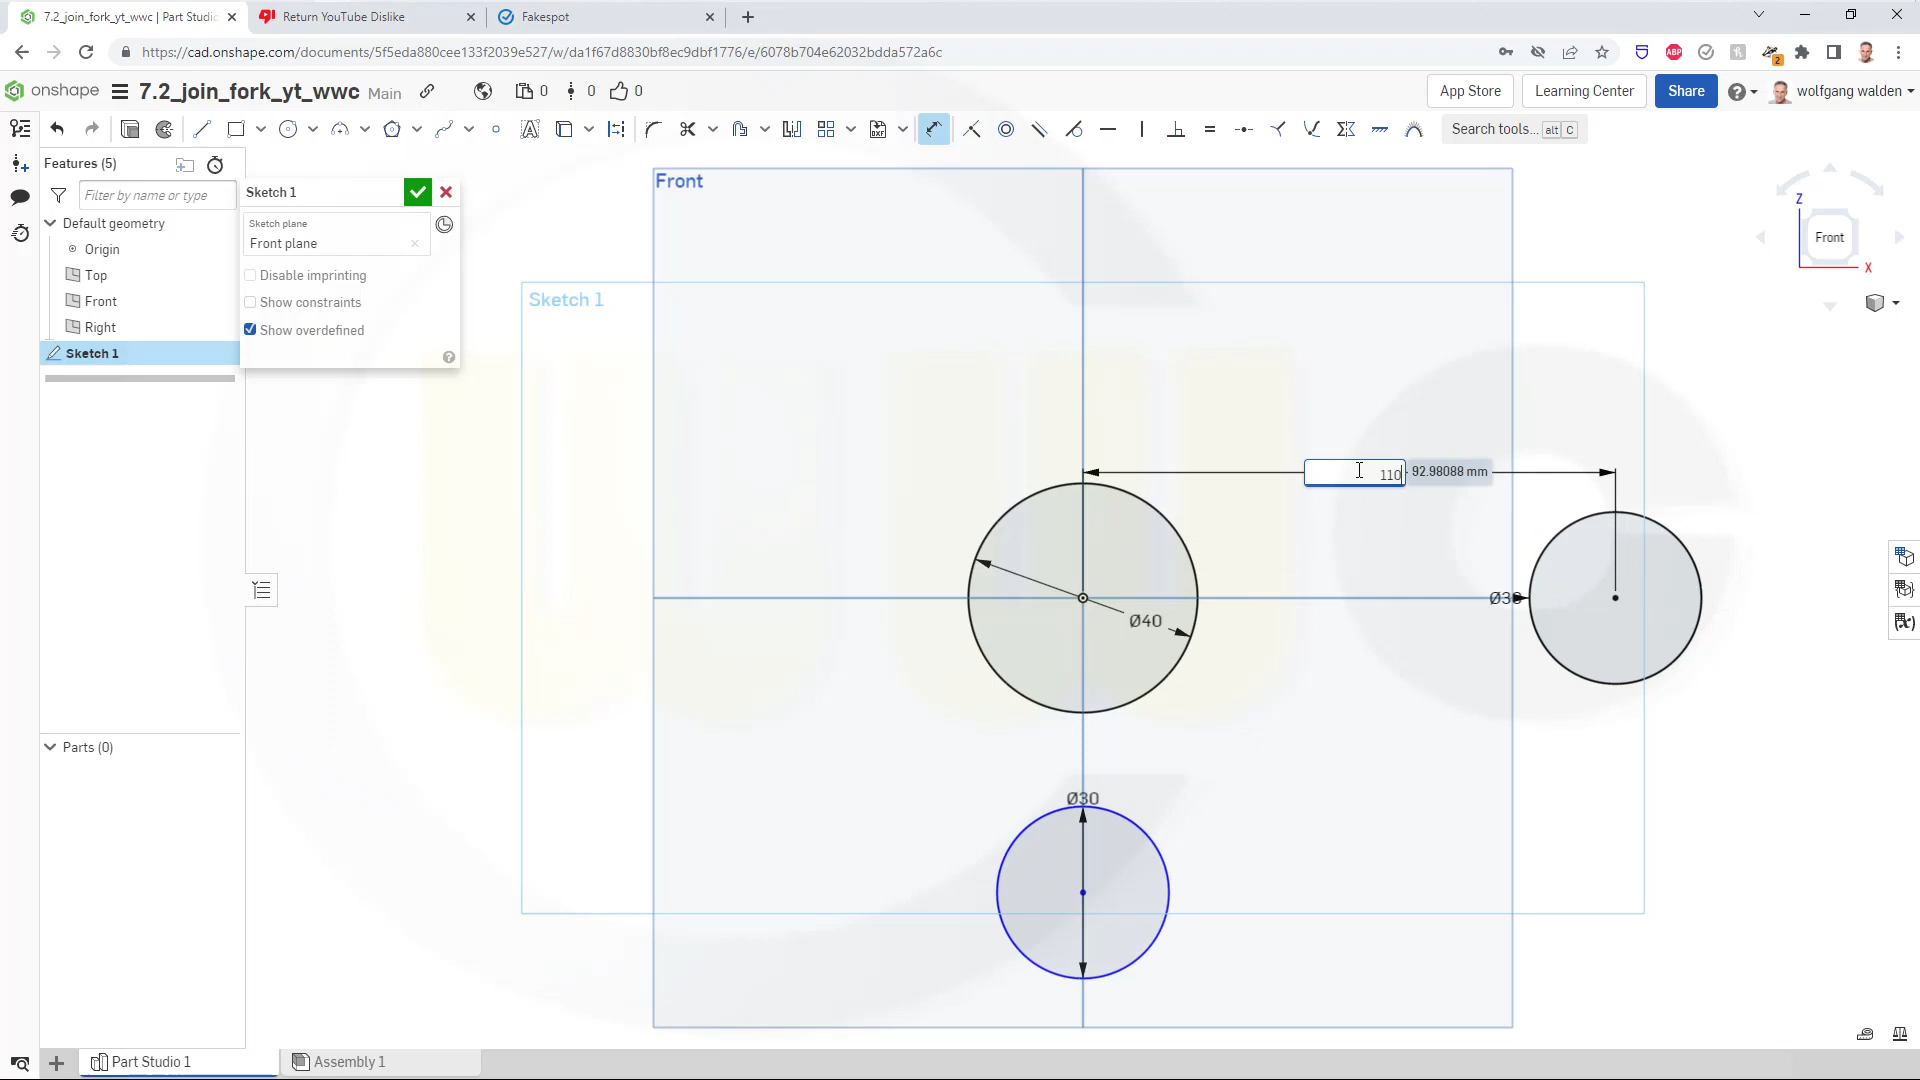 7.2_join_fork_yt_wwc | Part Studio
Return YouTube Dislike
Fakespot
https://cad.onshape.com/documents/5f5eda880cee133f2039e527/w/da1f67d8830bf8ec9dbf1776/e/6078b704e62032bdda572a6c
ABP
2
onshape
7.2_join_fork_yt_wwc Main
0
0
0
App Store
Learning Center
Share
wolfgang walden
DXF
Search tools... alt C
Features (5)
Filter by name or type
Default geometry
Origin
Top
Front
Right
Sketch 1
Sketch 1
Sketch plane
Front plane
Disable imprinting
Show constraints
Show overdefined
Front
Sketch 1
Z
Front
X
110
92.98088 mm
Ø40
Ø30
Parts (0)
Part Studio 1
Assembly 1